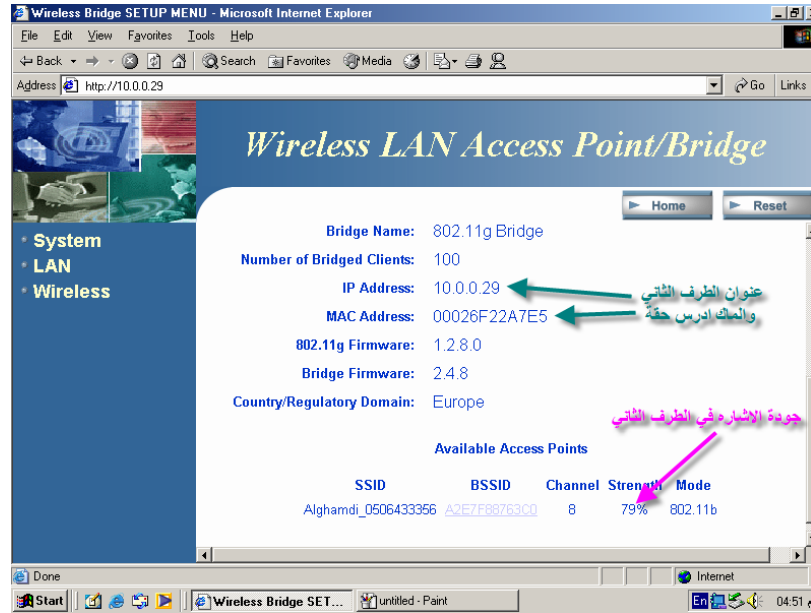 Wireless Bridge SETUP MENU - Microsoft Internet Explorer
File Edit View Favorites Tools Help
Back Search Favorites Media
Address http://10.0.0.29 Go Links
Wireless LAN Access Point/Bridge
Home Reset
System
LAN
Wireless
Bridge Name: 802.11g Bridge
Number of Bridged Clients: 100
IP Address: 10.0.0.29
عنوان الطرف الثاني
MAC Address: 00026F22A7E5
والماك ادرس حقة
802.11g Firmware: 1.2.8.0
Bridge Firmware: 2.4.8
Country/Regulatory Domain: Europe
جودة الاشاره في الطرف الثاني
Available Access Points
SSID BSSID Channel Strength Mode
Alghamdi_0506433356 A2E7F88763C0 8 79% 802.11b
Done Internet
Start Wireless Bridge SET... untitled - Paint En 04:51